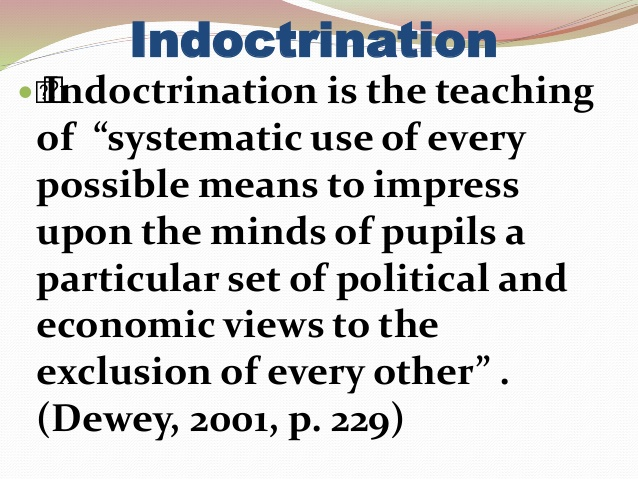 Indoctrination
• Indoctrination is the teaching
of “systematic use of every
possible means to impress
upon the minds of pupils a
particular set of political and
economic views to the
exclusion of every other” .
(Dewey, 2001, p. 229)